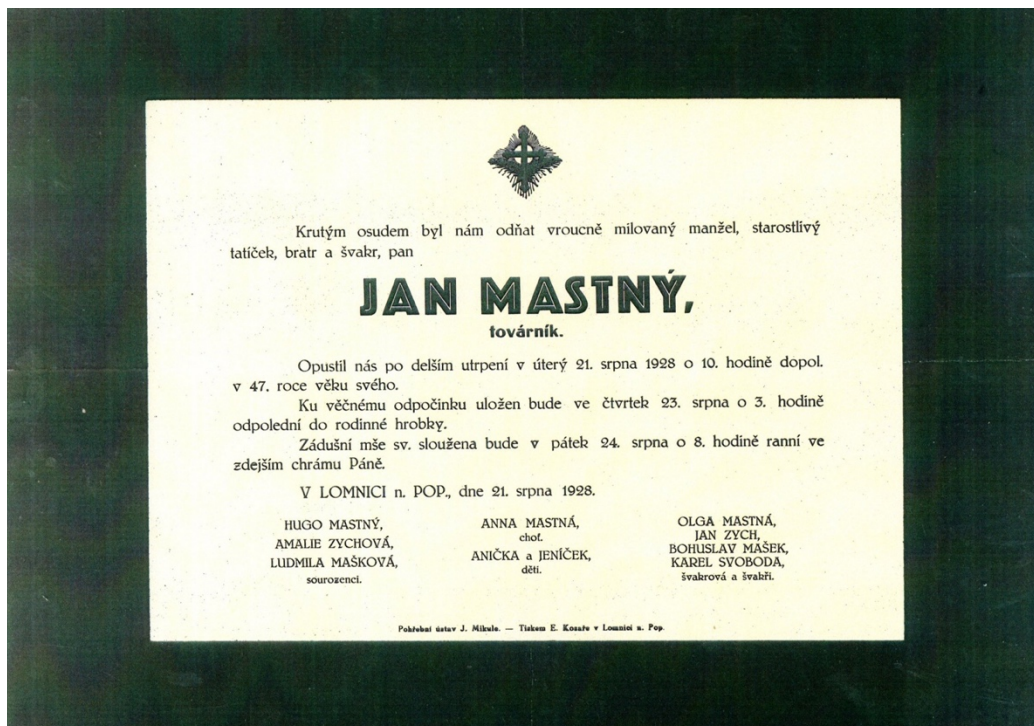 Krutým osudem byl nám odňat vroucně milovaný manžel, starostlivý
tatíček, bratr a švakr, pan
JAN MASTNÝ,
továrník.
Opustil nás po delším utrpení v úterý 21. srpna 1928 o 10. hodině dopol.
v 47. roce věku svého.
Ku věčnému odpočinku uložen bude ve čtvrtek 23. srpna o 3. hodině
odpolední do rodinné hrobky.
Zádušní mše sv. sloužena bude v pátek 24. srpna o 8. hodině ranní ve
zdejším chrámu Páně.
V LOMNICI n. POP., dne 21. srpna 1928.
HUGO MASTNÝ,
AMALIE ZYCHOVÁ,
LUDMILA MAŠKOVÁ,
sourozenci.
ANNA MASTNÁ,
choť.
ANIČKA a JENÍČEK,
děti.
OLGA MASTNÁ,
JAN ZYCH,
BOHUSLAV MAŠEK,
KAREL SVOBODA,
švakrová a švakři.
Pohřební ústav J. Mikule. — Tiskem E. Kosaře v Lomnici n. Pop.